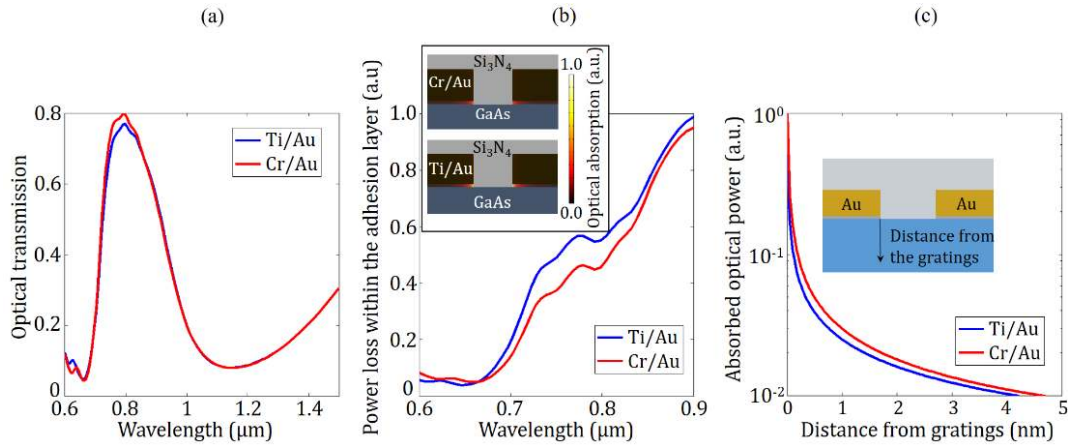 (a)
(b)
(c)
Optical transmission
0.8
0.6
0.4
0.2
0
0.6
0.8
1
1.2
1.4
Wavelength (μm)
Ti/Au
Cr/Au
Power loss within the adhesion layer (a.u)
1.0
0.8
0.6
0.4
0.2
0
0.6
0.7
0.8
0.9
Wavelength (μm)
Si3N4
Cr/Au
GaAs
Si3N4
Ti/Au
GaAs
1.0
0.0
Optical absorption (a.u.)
Ti/Au
Cr/Au
Absorbed optical power (a.u.)
10^0
10^-1
10^-2
0
1
2
3
4
5
Distance from gratings (nm)
Au
Au
Distance from
the gratings
Ti/Au
Cr/Au